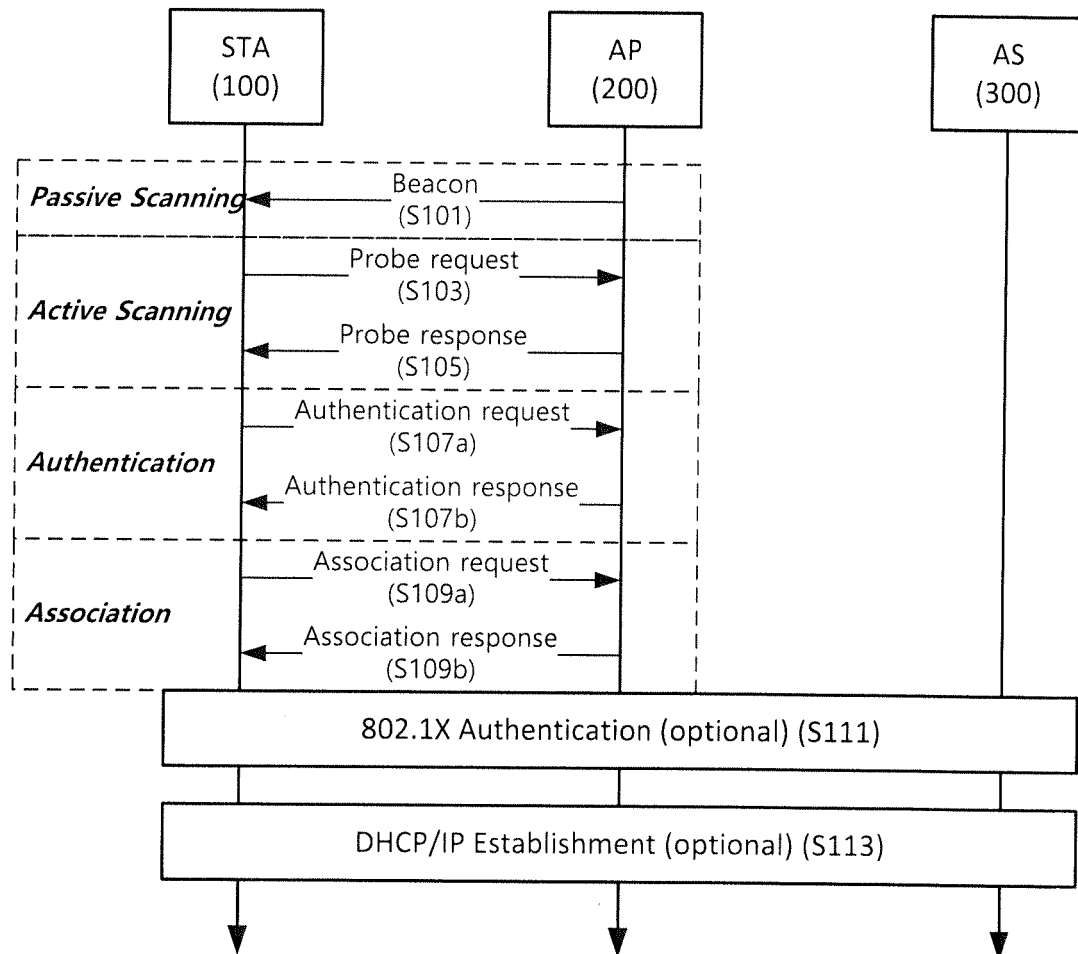 STA
(100)
AP
(200)
AS
(300)
Passive Scanning
Beacon
(S101)
Active Scanning
Probe request
(S103)
Probe response
(S105)
Authentication
Authentication request
(S107a)
Authentication response
(S107b)
Association
Association request
(S109a)
Association response
(S109b)
802.1X Authentication (optional) (S111)
DHCP/IP Establishment (optional) (S113)